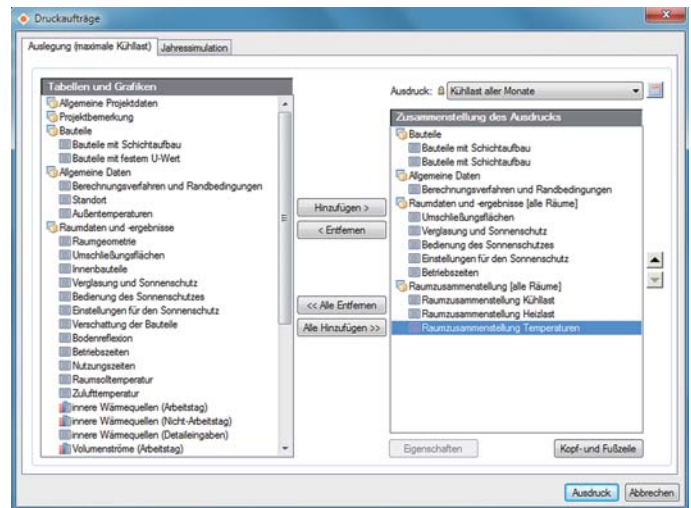 Druckaufträge
Auslegung (maximale Kühllast)
Jahressimulation
Tabellen und Grafiken
Allgemeine Projektdaten
Projektbemerkung
Bauteile
Bauteile mit Schichtaufbau
Bauteile mit festem U-Wert
Allgemeine Daten
Berechnungsverfahren und Randbedingungen
Standort
Außentemperaturen
Raumdaten und -ergebnisse
Raumgeometrie
Umschließungsflächen
Innenbauteile
Verglasung und Sonnenschutz
Bedienung des Sonnenschutzes
Einstellungen für den Sonnenschutz
Verschattung der Bauteile
Bodenreflexion
Betriebszeiten
Nutzungszeiten
Raumsolltemperatur
Zulufttemperatur
innere Wärmequellen (Arbeitstag)
innere Wärmequellen (Nicht-Arbeitstag)
innere Wärmequellen (Detaileingaben)
Volumenströme (Arbeitstag)
Hinzufügen >
< Entfernen
<< Alle Entfernen
Alle Hinzufügen >>
Ausdruck:
Kühllast aller Monate
Zusammenstellung des Ausdrucks
Bauteile
Bauteile mit Schichtaufbau
Bauteile mit Schichtaufbau
Allgemeine Daten
Berechnungsverfahren und Randbedingungen
Raumdaten und -ergebnisse [alle Räume]
Umschließungsflächen
Verglasung und Sonnenschutz
Bedienung des Sonnenschutzes
Einstellungen für den Sonnenschutz
Betriebszeiten
Raumzusammenstellung [alle Räume]
Raumzusammenstellung Kühllast
Raumzusammenstellung Heizlast
Raumzusammenstellung Temperaturen
Eigenschaften
Kopf- und Fußzeile
Ausdruck
Abbrechen